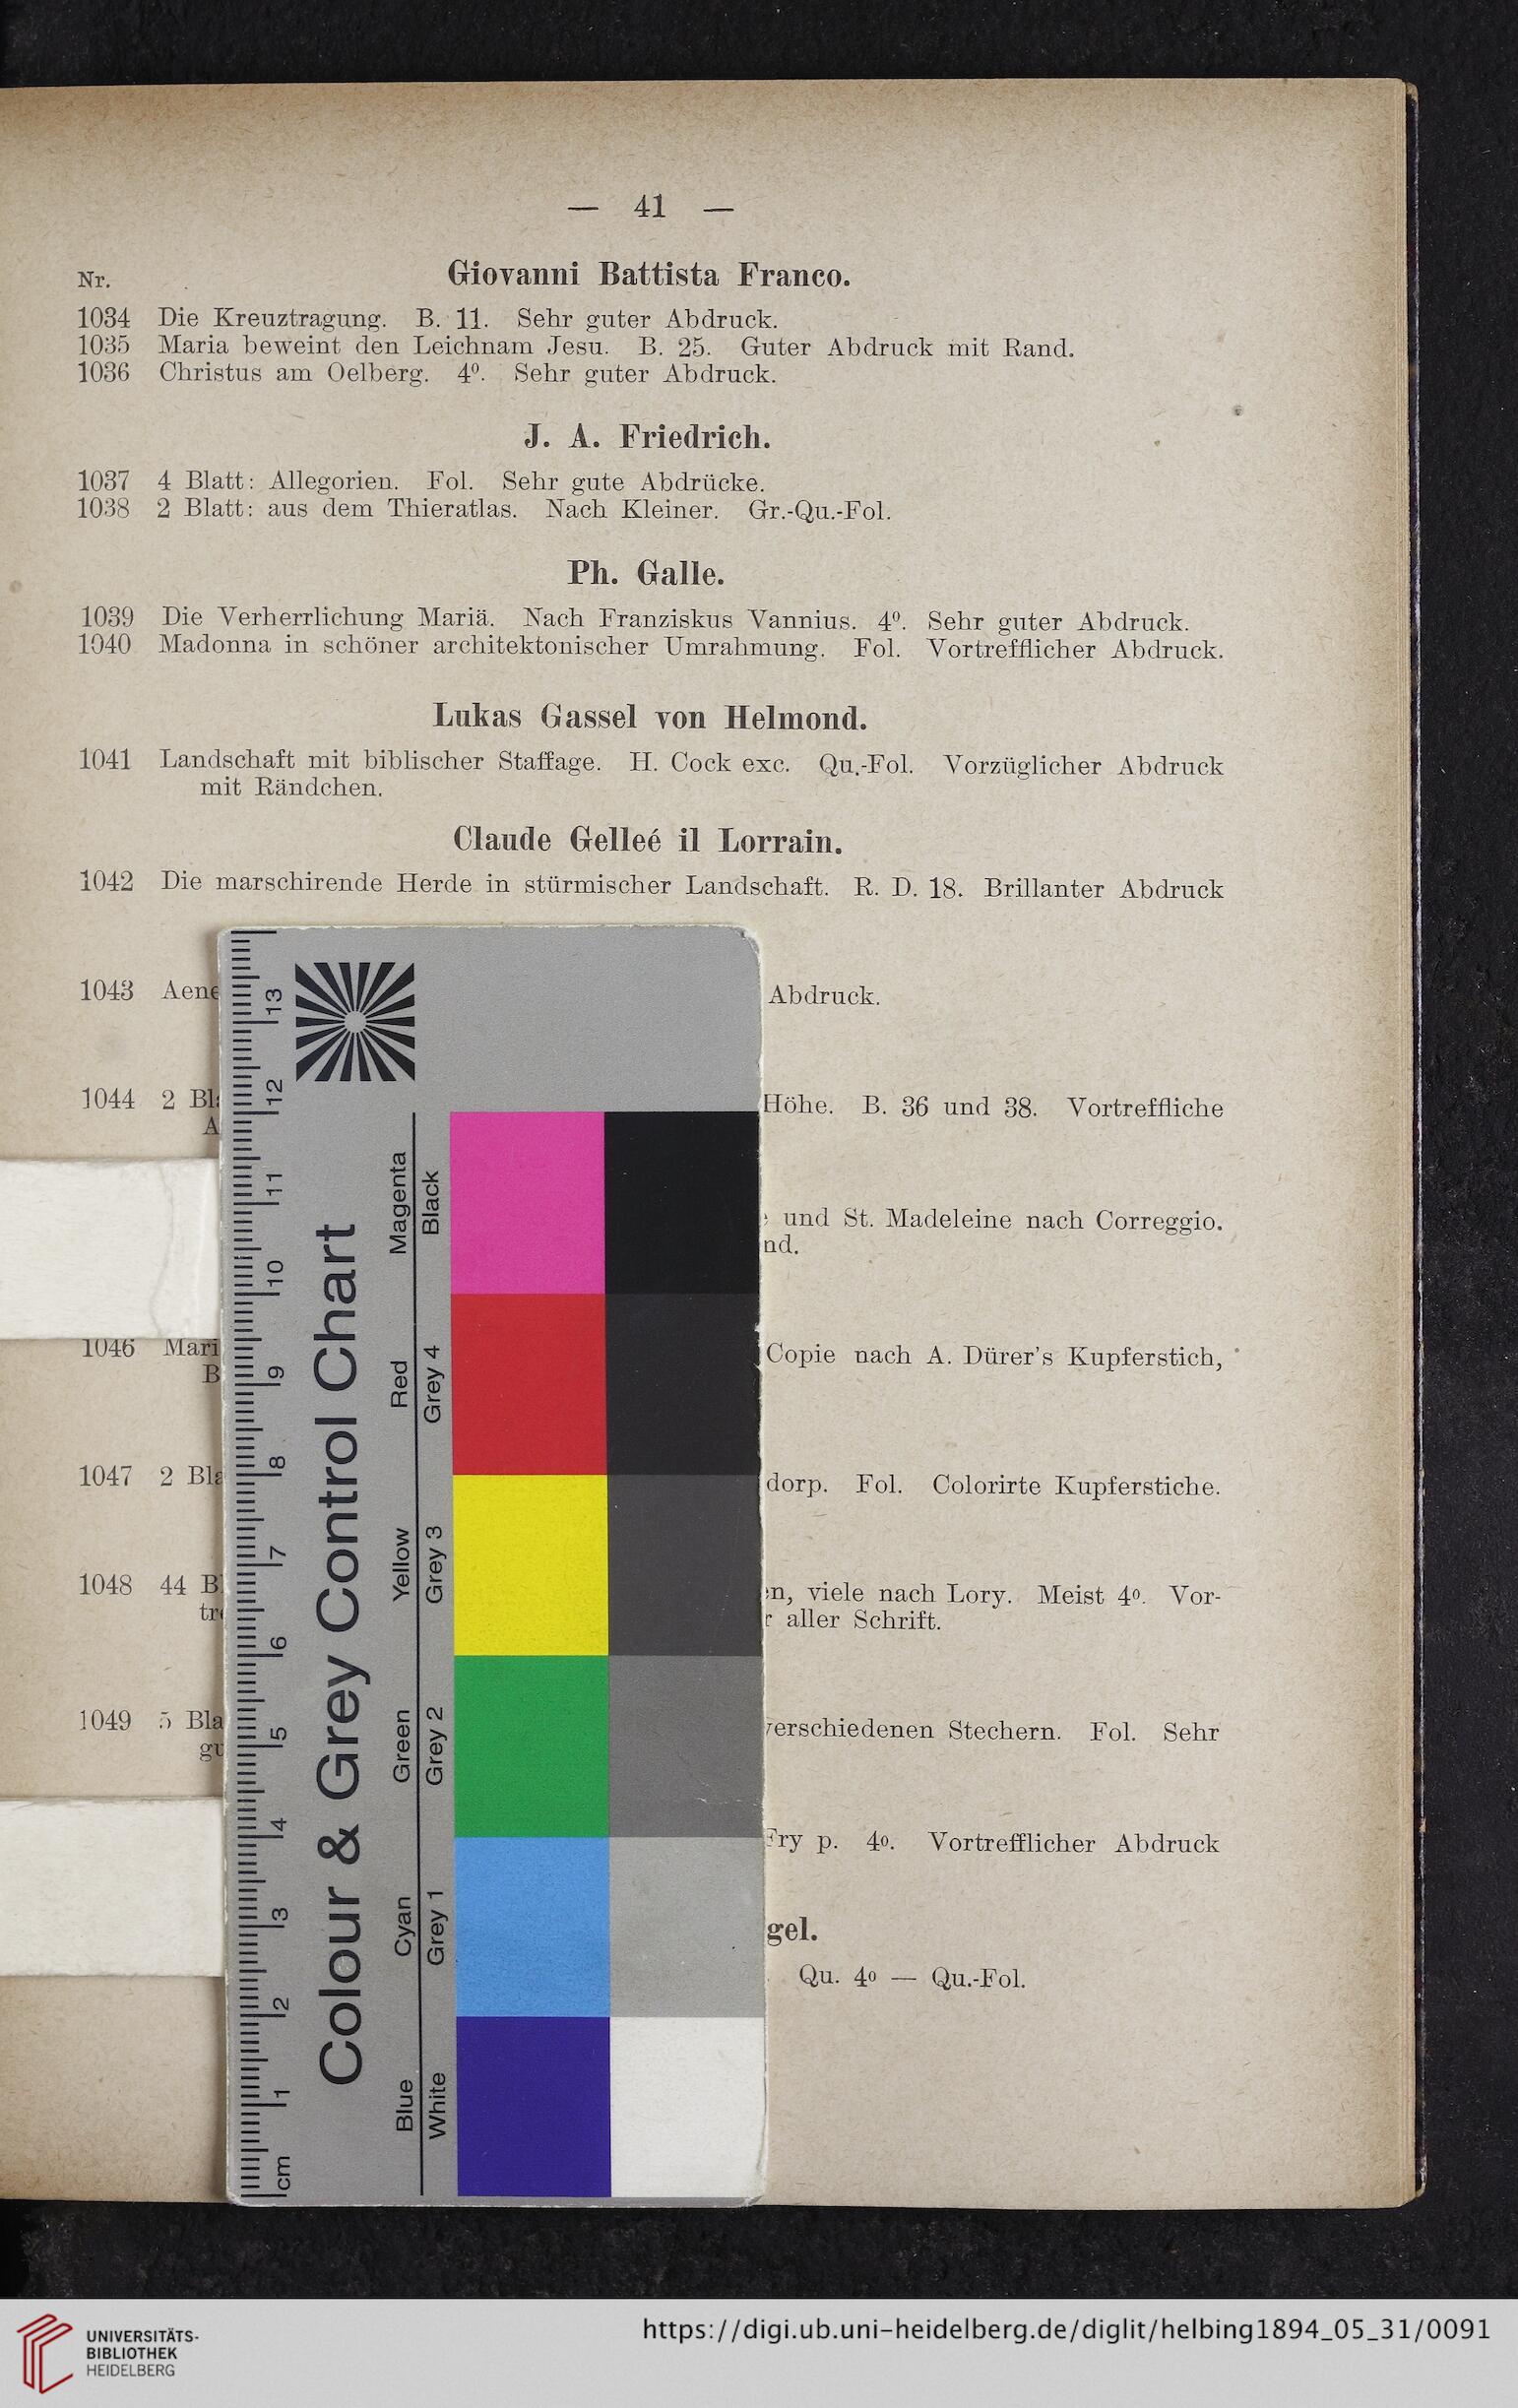 — 41 —
Nr. Giovanni Battista Franco.
1034 Die Kreuztragung. B. 11. Sehr guter Abdruck.
1035 Maria beweint den Leichnam Jesu. B. 25. Guter Abdruck mit Rand.
1036 Christus am Oelberg. 4⁰. Sehr guter Abdruck.
J. A. Friedrich.
1037 4 Blatt: Allegorien. Fol. Sehr gute Abdrücke.
1038 2 Blatt: aus dem Thieratlas. Nach Kleiner. Gr.-Qu.-Fol.
Ph. Galle.
1039 Die Verherrlichung Mariä. Nach Franziskus Vannius. 4⁰. Sehr guter Abdruck.
1040 Madonna in schöner architektonischer Umrahmung. Fol. Vortrefflicher Abdruck.
Lukas Gassel von Helmond.
1041 Landschaft mit biblischer Staffage. H. Cock exc. Qu.-Fol. Vorzüglicher Abdruck
mit Rändchen.
Claude Gelleé il Lorrain.
1042 Die marschirende Herde in stürmischer Landschaft. R. D. 18. Brillanter Abdruck
1043 Abdruck.
1044 2 Höhe. B. 36 und 38. Vortreffliche
und St. Madeleine nach Correggio.
nd.
1046 Mari Copie nach A. Dürer's Kupferstich,
B
1047 2 dorp. Fol. Colorirte Kupferstiche.
1048 44 n, viele nach Lory. Meist 4⁰. Vor-
aller Schrift.
1049 5 Bla erschiedenen Stechern. Fol. Sehr
Fry p. 4⁰. Vortrefflicher Abdruck
gel.
Qu. 4⁰ — Qu.-Fol.
Colour & Grey Control Chart
Magenta Red Yellow Green Cyan Blue
Black Grey 4 Grey 3 Grey 2 Grey 1 White
13 12 11 10 9 8 7 6 5 4 3 2 1 cm
UNIVERSITÄTS-
BIBLIOTHEK
HEIDELBERG
https://digi.ub.uni-heidelberg.de/diglit/helbing1894_05_31/0091